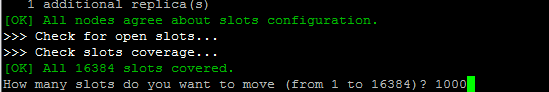 1 additional replica(s)
[OK] All nodes agree about slots configuration.
>>> Check for open slots...
>>> Check slots coverage...
[OK] All 16384 slots covered.
How many slots do you want to move (from 1 to 16384)? 1000